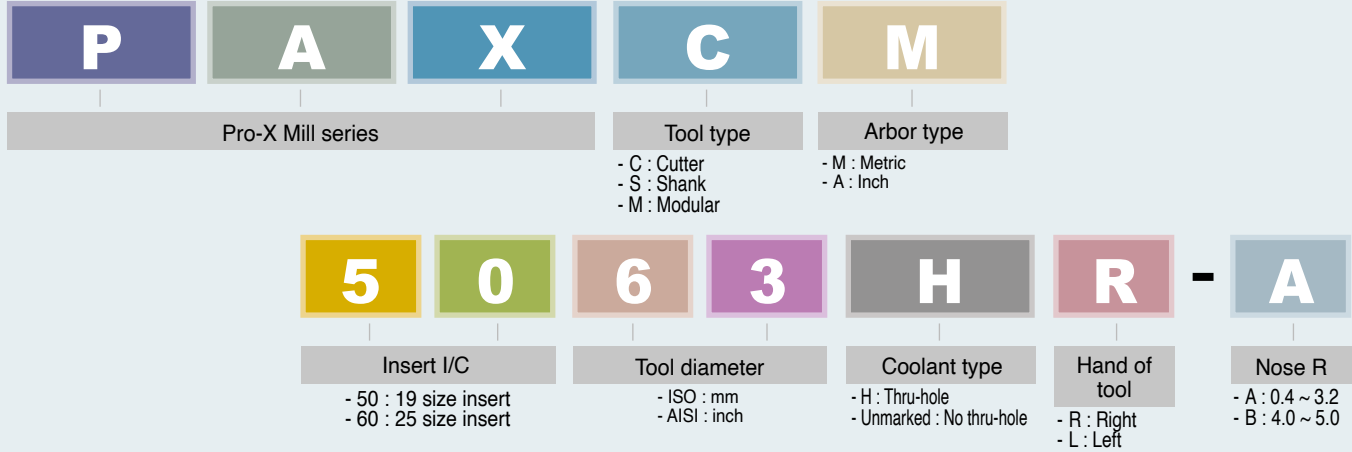 P A X C M
Pro-X Mill series
Tool type
- C : Cutter
- S : Shank
- M : Modular
Arbor type
- M : Metric
- A : Inch
5 0 6 3 H R - A
Insert I/C
- 50 : 19 size insert
- 60 : 25 size insert
Tool diameter
- ISO : mm
- AISI : inch
Coolant type
- H : Thru-hole
- Unmarked : No thru-hole
Hand of
tool
- R : Right
- L : Left
Nose R
- A : 0.4 ~ 3.2
- B : 4.0 ~ 5.0